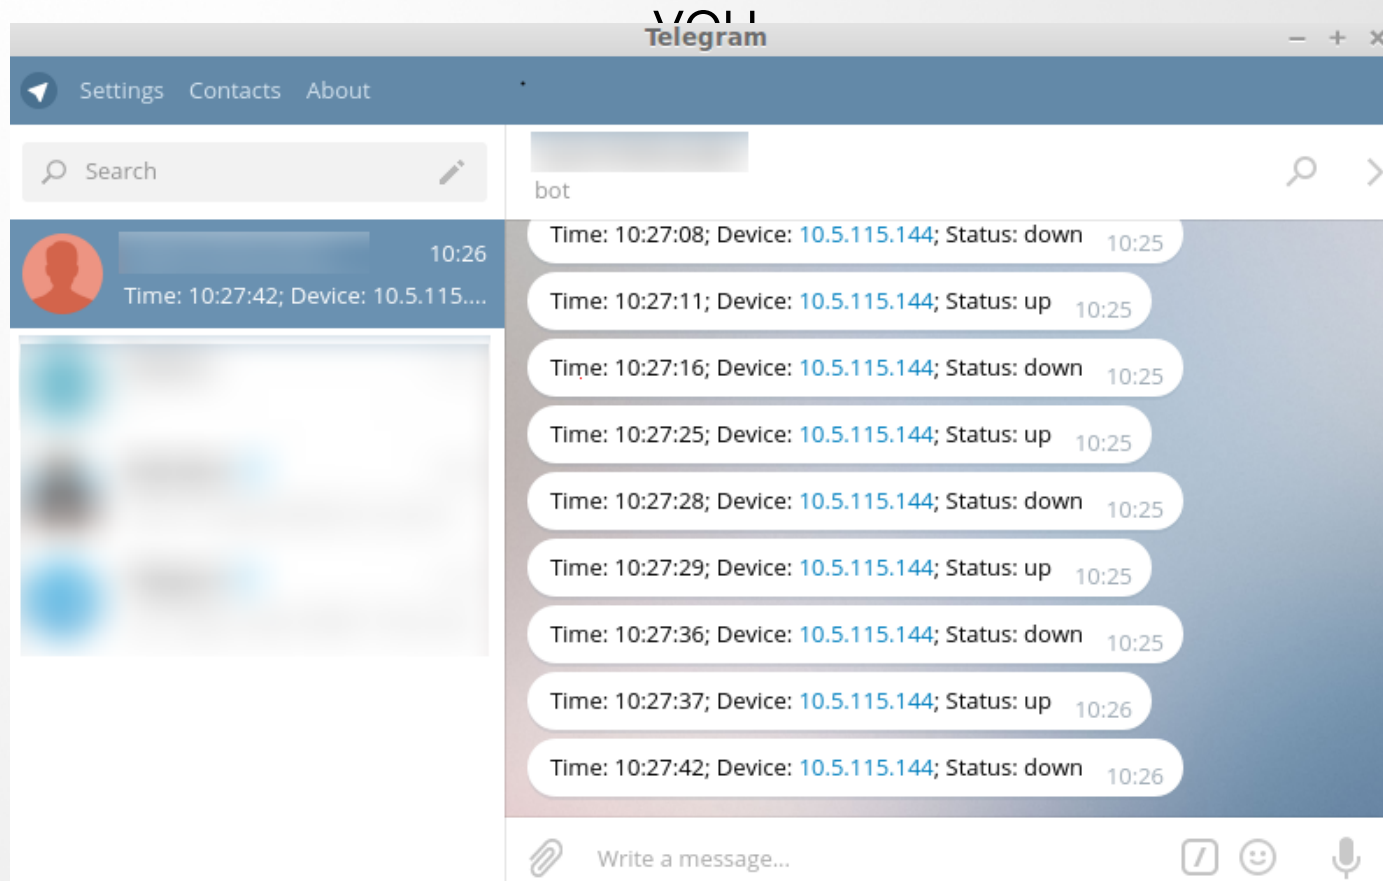 you
Telegram
Settings Contacts About
Search
bot
10:26
Time: 10:27:42; Device: 10.5.115....
Time: 10:27:08; Device: 10.5.115.144; Status: down 10:25
Time: 10:27:11; Device: 10.5.115.144; Status: up 10:25
Time: 10:27:16; Device: 10.5.115.144; Status: down 10:25
Time: 10:27:25; Device: 10.5.115.144; Status: up 10:25
Time: 10:27:28; Device: 10.5.115.144; Status: down 10:25
Time: 10:27:29; Device: 10.5.115.144; Status: up 10:25
Time: 10:27:36; Device: 10.5.115.144; Status: down 10:25
Time: 10:27:37; Device: 10.5.115.144; Status: up 10:26
Time: 10:27:42; Device: 10.5.115.144; Status: down 10:26
Write a message...